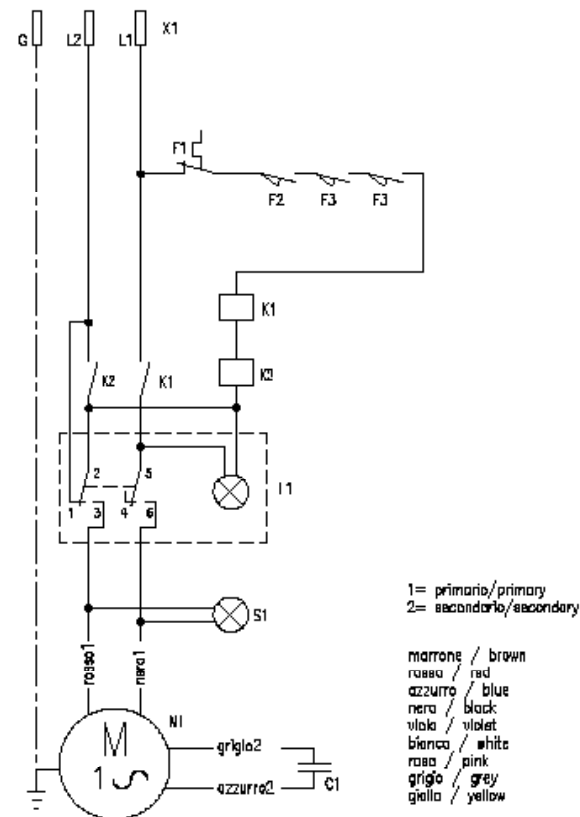 G L2 L1 X1
F1
F2 F3 F3
K1
K2
K2 K1
2 5
I1
1 3 4 6
S1
1= primario/primary
2= secondario/secondary
rosso1 nero1
marrone / brown
rosso / red
azzurro / blue
nero / black
viola / violet
bianco / white
rosa / pink
grigio / grey
giallo / yellow
M
1
grigio2
C1
azzurro2